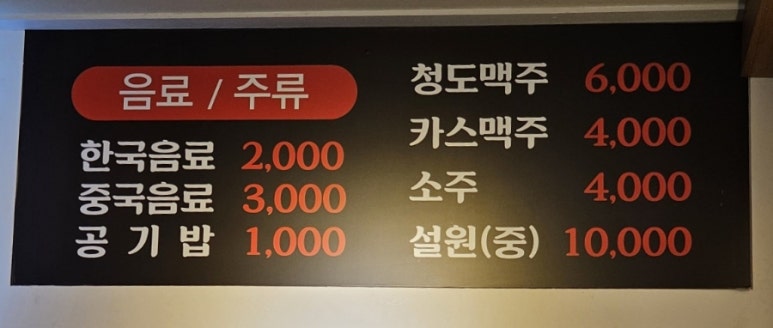 음료 / 주류
한국음료 2,000
중국음료 3,000
공 기 밥 1,000
청도맥주 6,000
카스맥주 4,000
소주 4,000
설원(중) 10,000